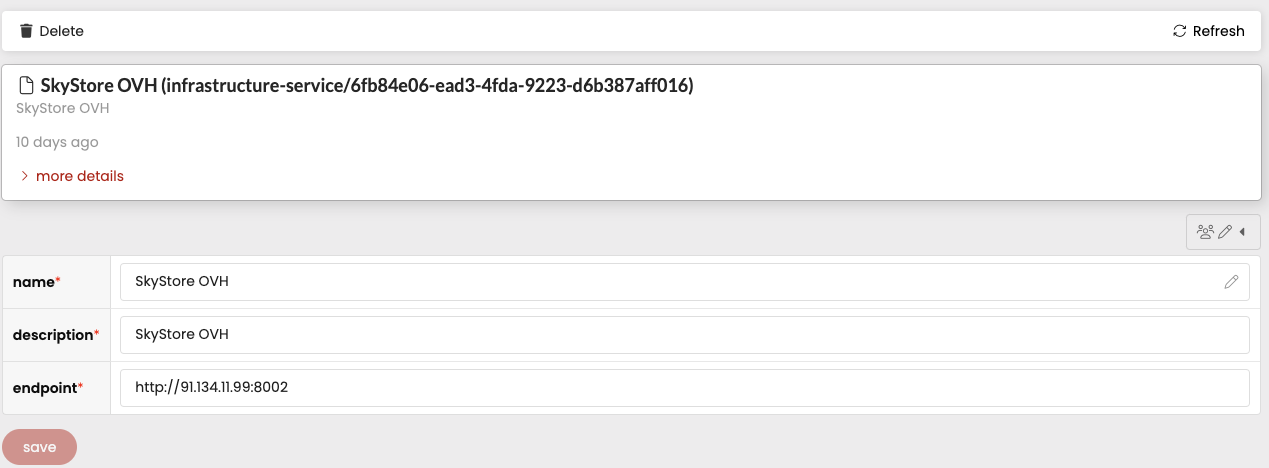 Delete
Refresh
SkyStore OVH (infrastructure-service/6fb84e06-ead3-4fda-9223-d6b387aff016)
SkyStore OVH
10 days ago
more details
name* SkyStore OVH
description* SkyStore OVH
endpoint* http://91.134.11.99:8002
save